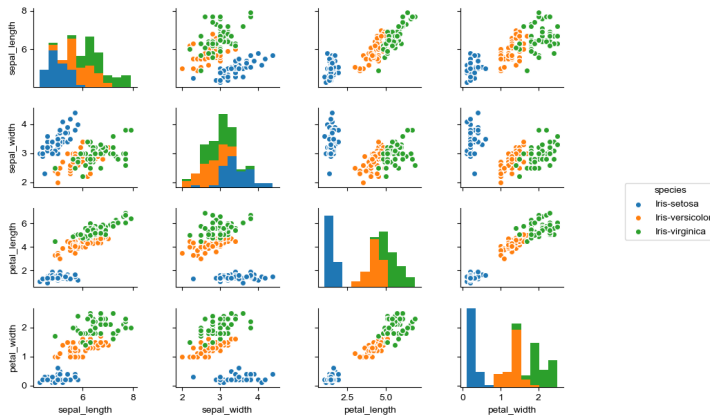 8
6
sepal_length
4
3
2
sepal_width
species
Iris-setosa
Iris-versicolor
Iris-virginica
6
4
2
petal_length
2
1
0
petal_width
6 8
sepal_length
2 3 4
sepal_width
2.5 5.0
petal_length
0 1 2
petal_width